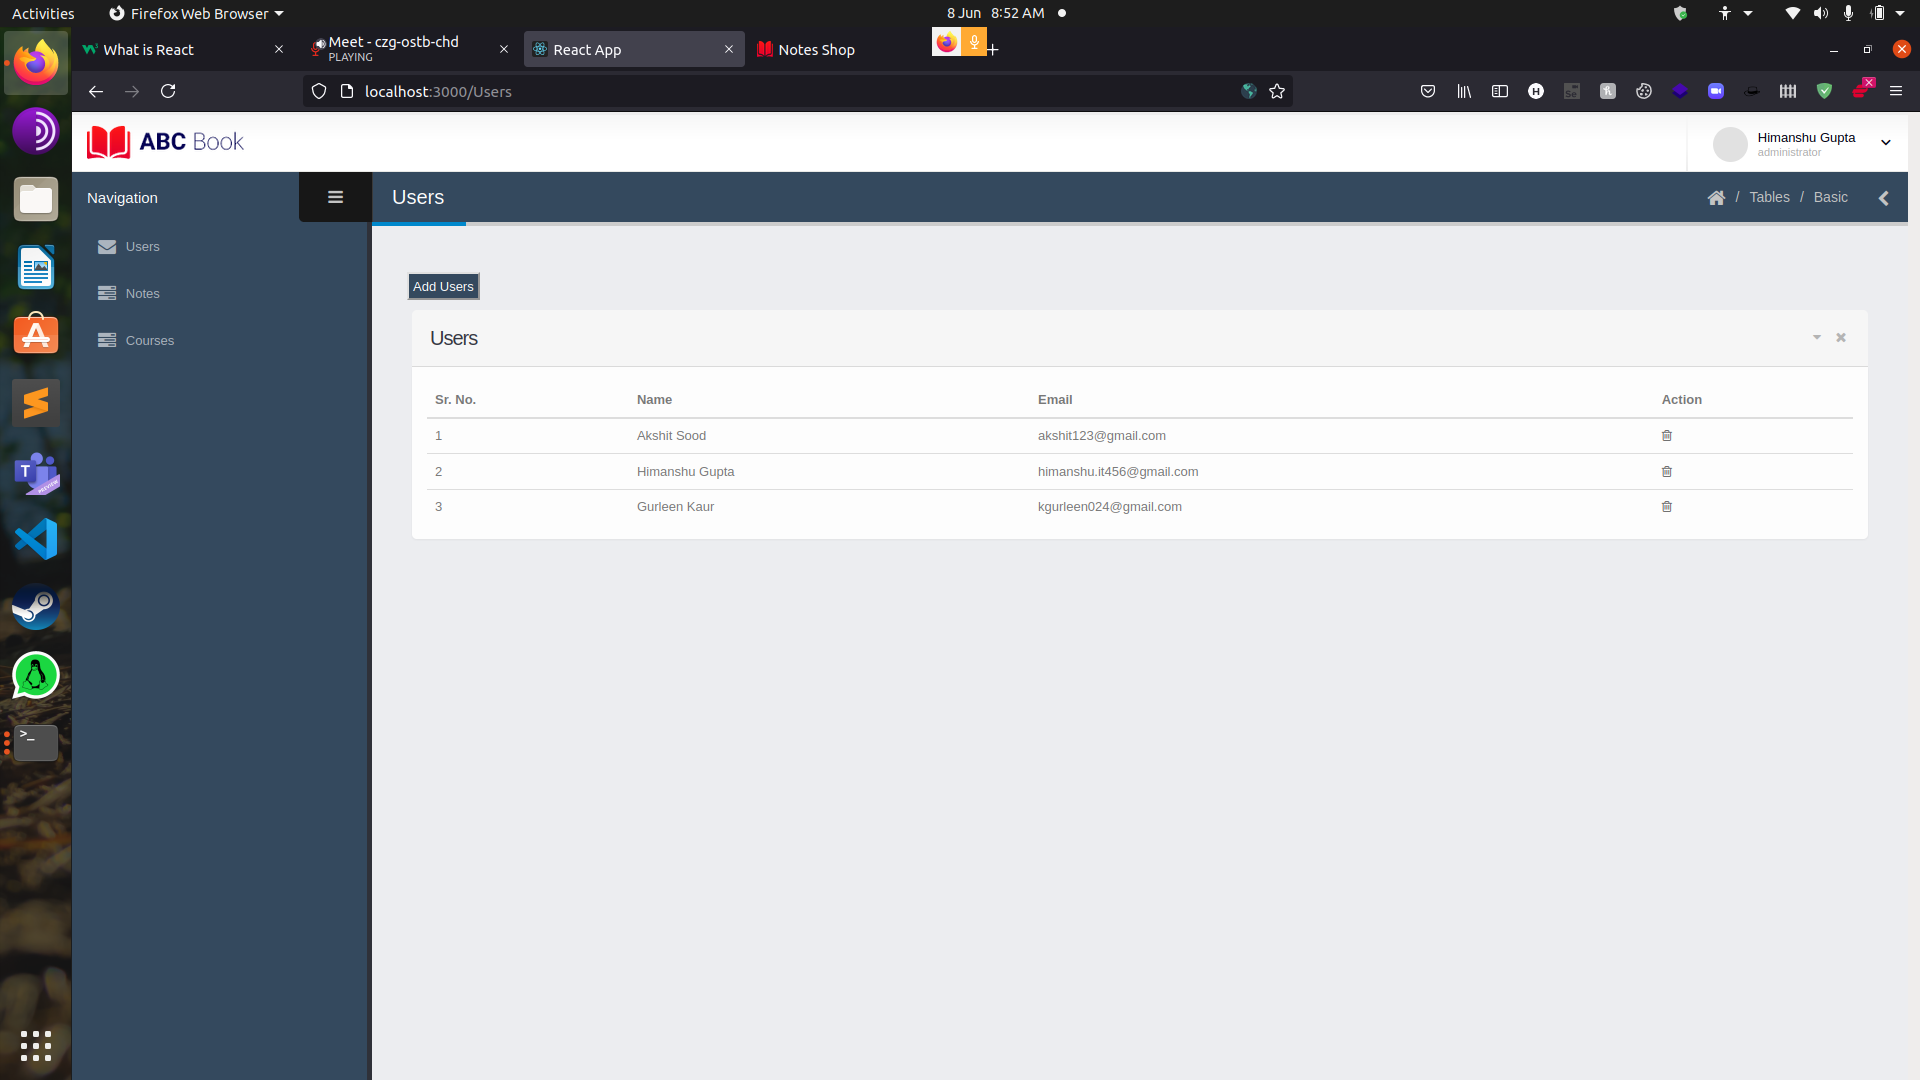 Activities
Firefox Web Browser
8 Jun 8:52 AM
What is React
Meet - czg-ostb-chd
PLAYING
React App
Notes Shop
localhost:3000/Users
ABC Book
Himanshu Gupta
administrator
Navigation
Users
Notes
Courses
Users
/ Tables / Basic
Add Users
Users
Sr. No. Name Email Action
1 Akshit Sood akshit123@gmail.com
2 Himanshu Gupta himanshu.it456@gmail.com
3 Gurleen Kaur kgurleen024@gmail.com